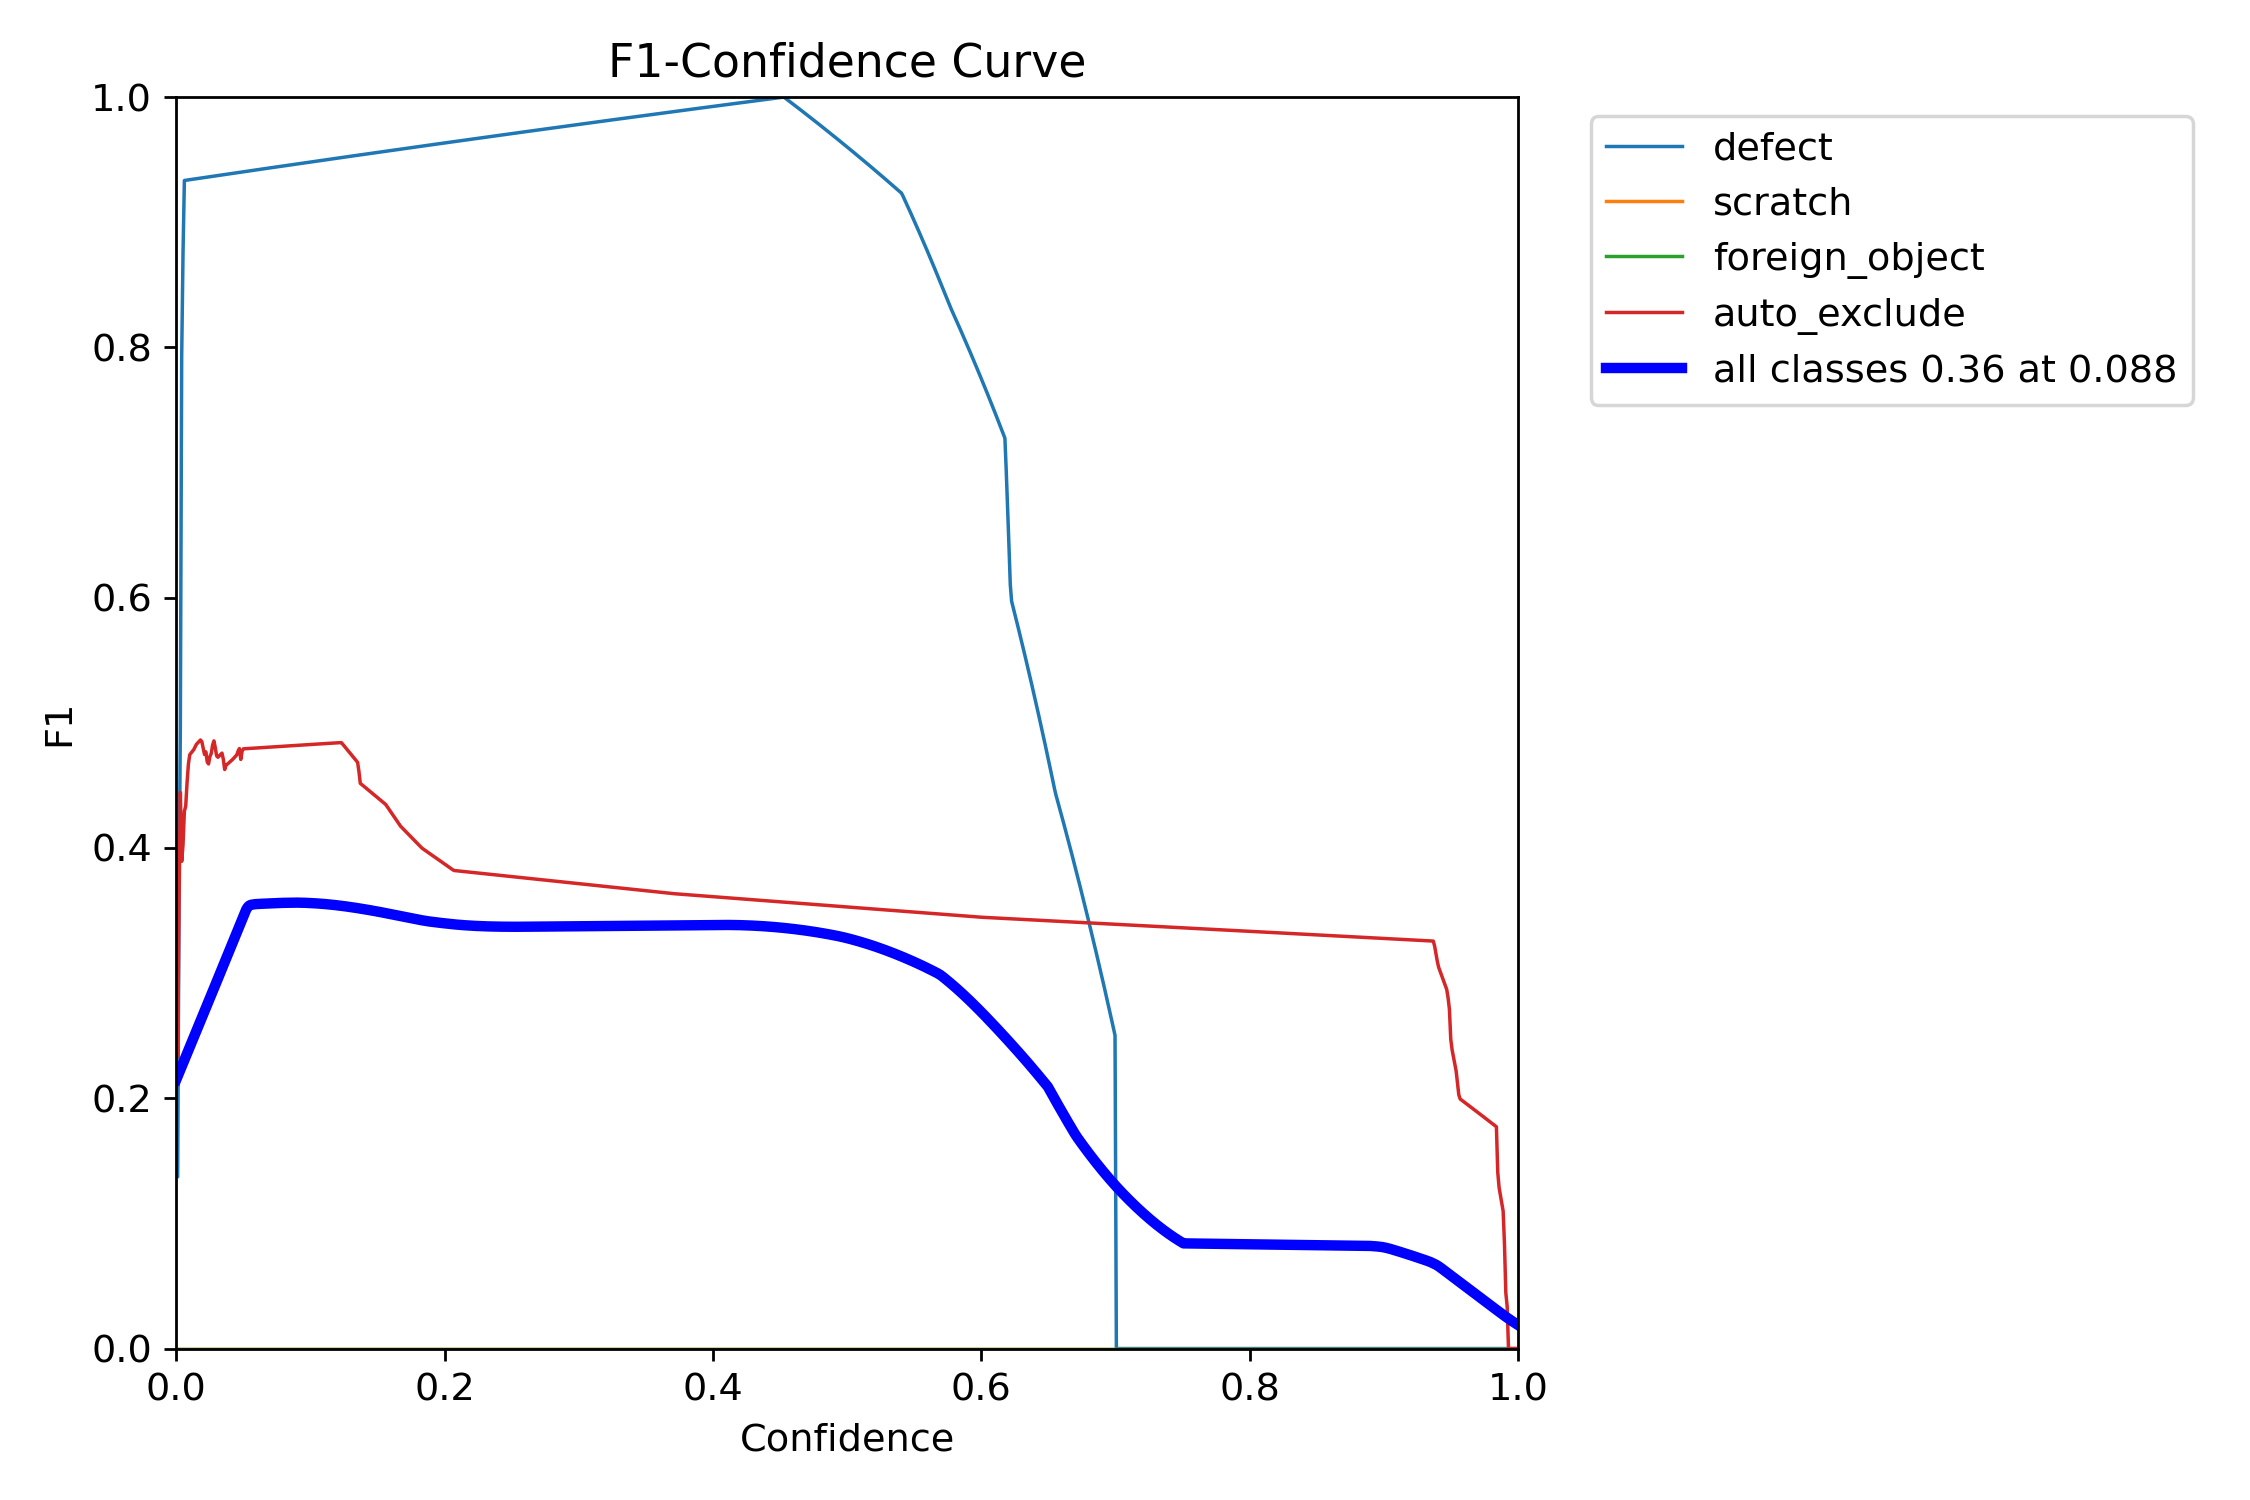 F1-Confidence Curve
1.0
0.8
0.6
0.4
0.2
0.0
F1
0.0 0.2 0.4 0.6 0.8 1.0
Confidence
defect
scratch
foreign_object
auto_exclude
all classes 0.36 at 0.088